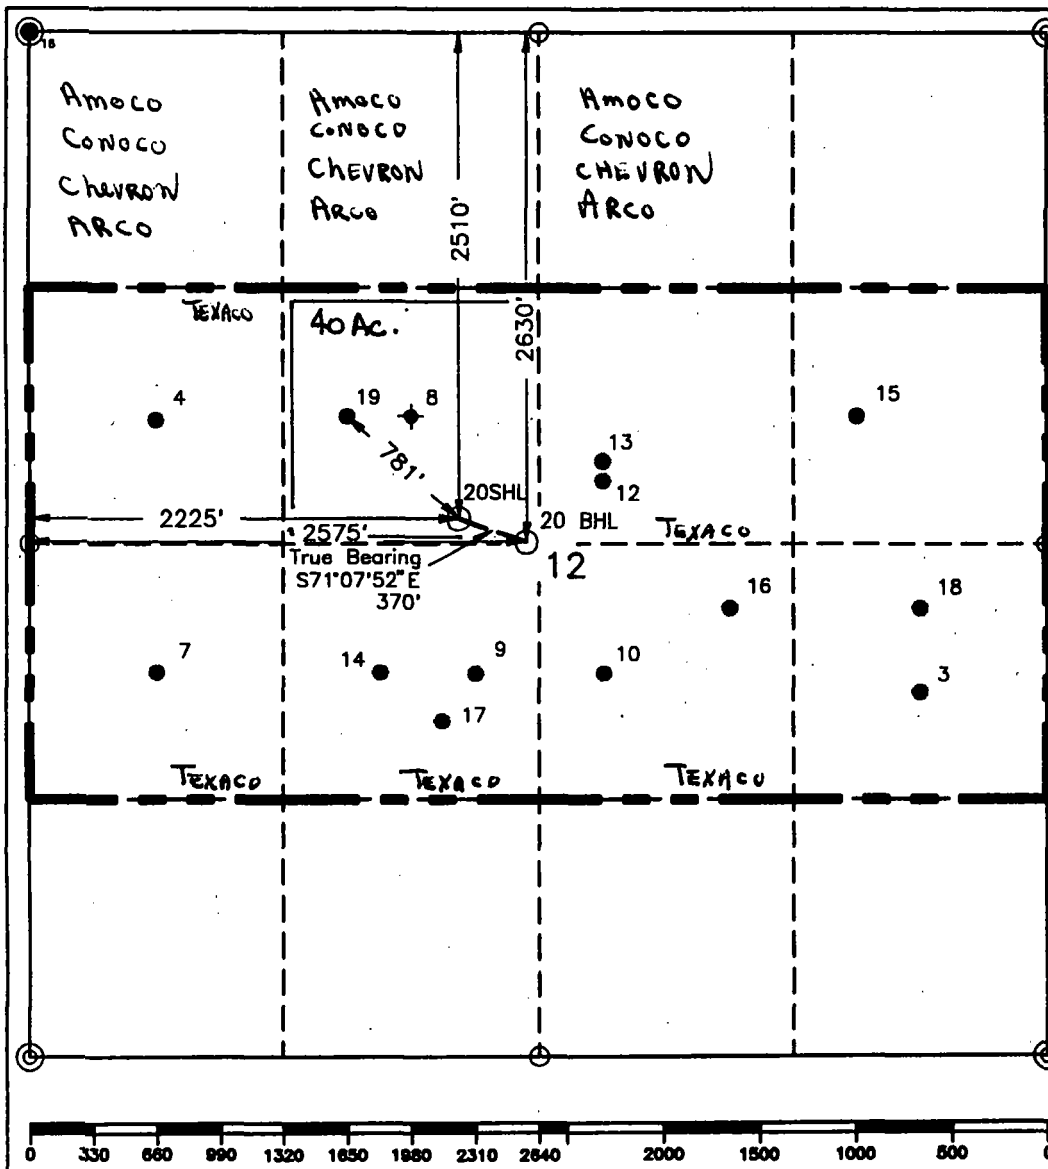 Amoco
Conoco
Chevron
ARCO
Amoco
Conoco
Chevron
Arco
Amoco
Conoco
CHEVRON
ARCO
2510'
2630'
TEXACO
40 AC.
4
19
8
15
13
12
781'
20SHL
20 BHL
2225'
2575'
TEXACO
12
True Bearing
S71°07'52"E
370'
16
18
7
14
9
10
3
17
TEXACO
TEXACO
TEXACO
0 330 660 990 1320 1650 1980 2310 2640 2000 1500 1000 500 0